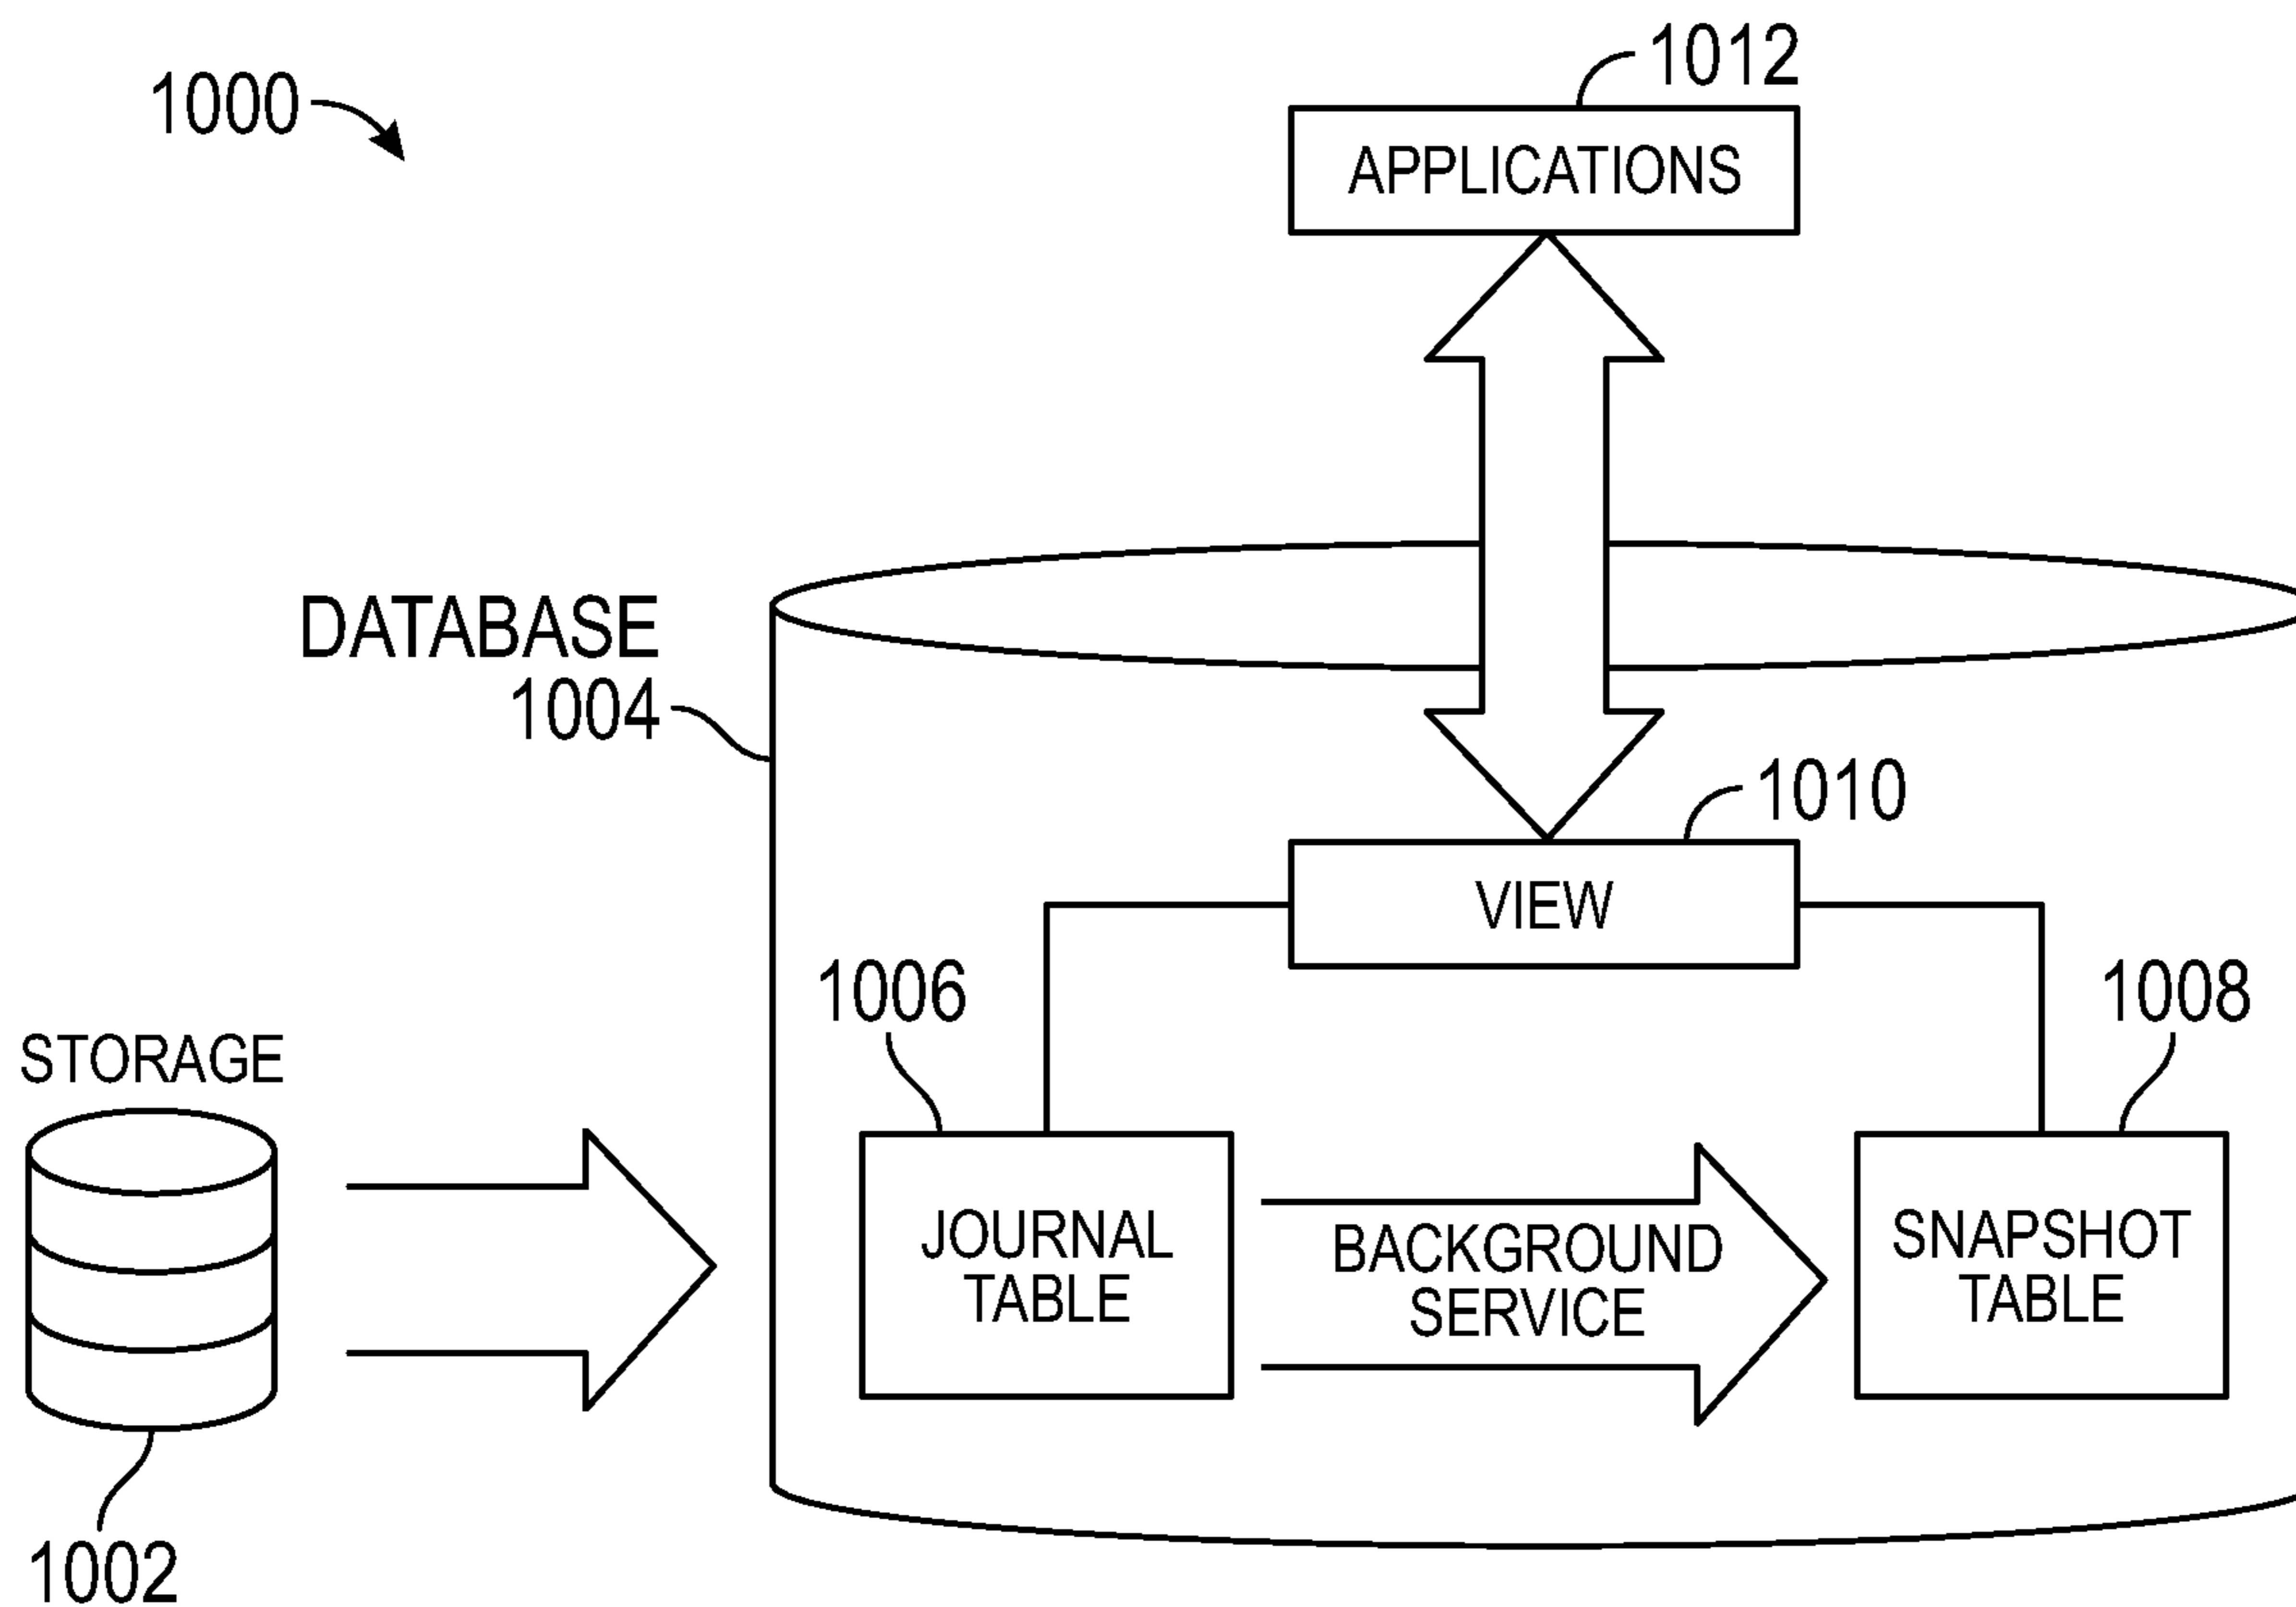 1000
1012
APPLICATIONS
DATABASE
1004
1010
VIEW
1006
1008
STORAGE
JOURNAL
TABLE
BACKGROUND
SERVICE
SNAPSHOT
TABLE
1002